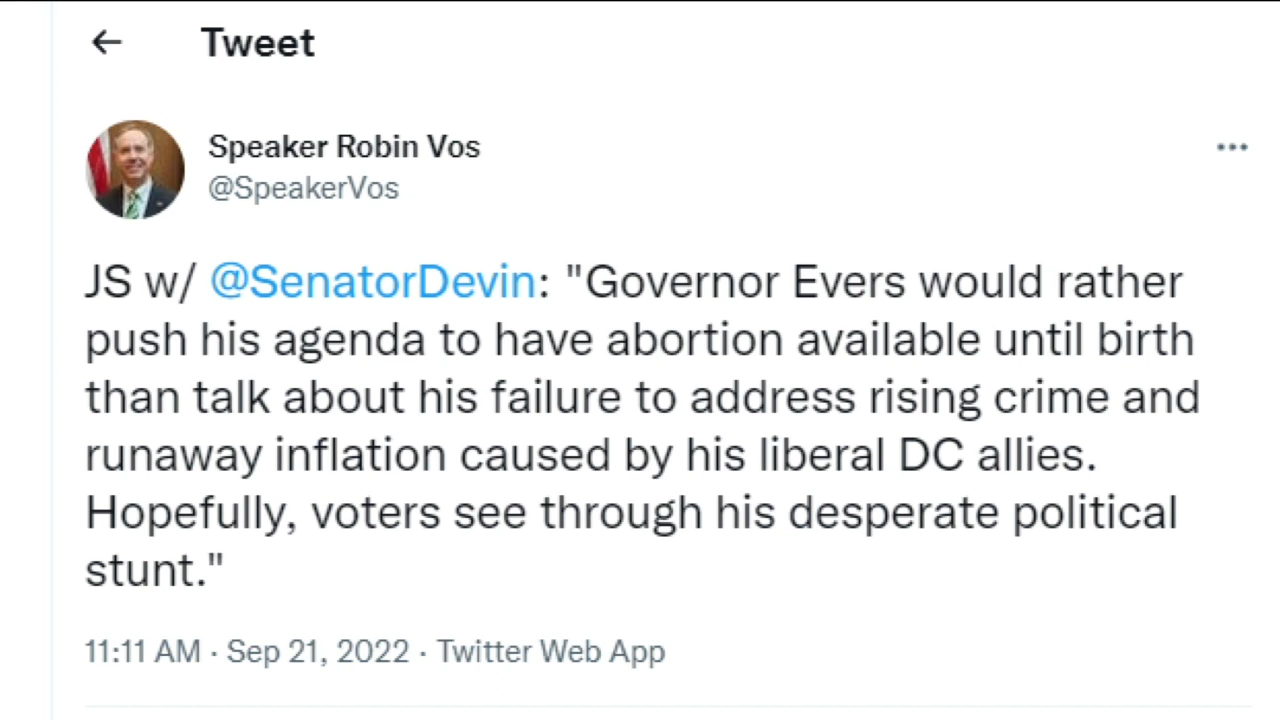 ← Tweet
Speaker Robin Vos
@SpeakerVos
JS w/ @SenatorDevin: "Governor Evers would rather
push his agenda to have abortion available until birth
than talk about his failure to address rising crime and
runaway inflation caused by his liberal DC allies.
Hopefully, voters see through his desperate political
stunt."
11:11 AM · Sep 21, 2022 · Twitter Web App